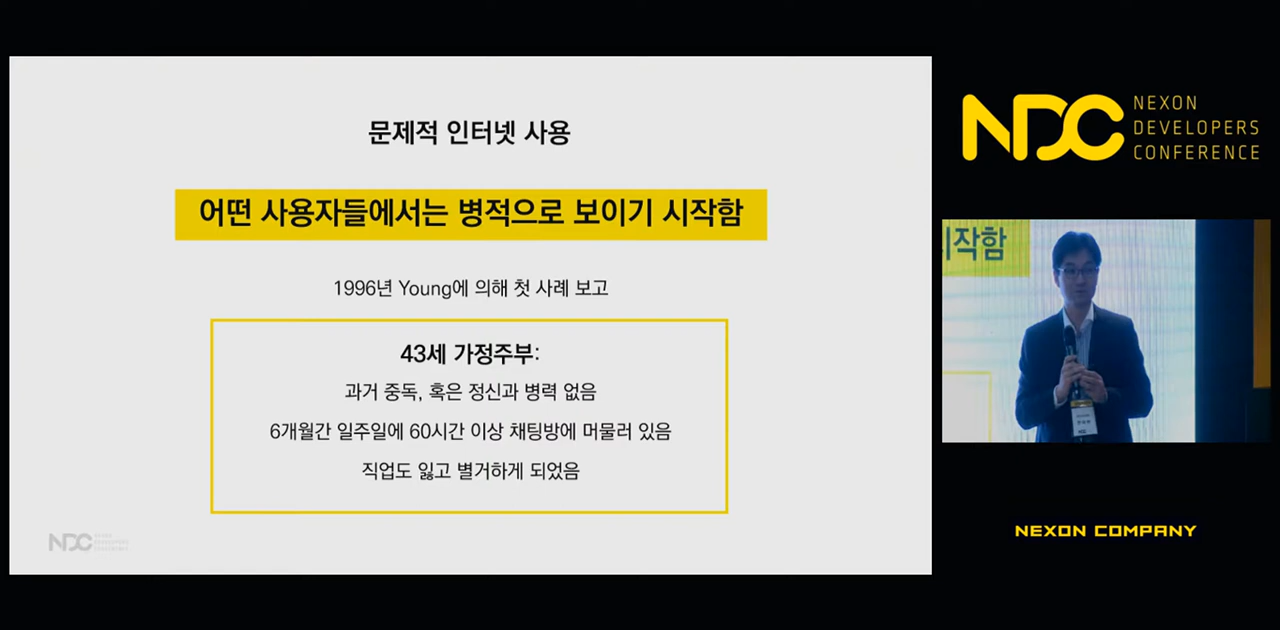 문제적 인터넷 사용
어떤 사용자들에서는 병적으로 보이기 시작함
1996년 Young에 의해 첫 사례 보고
43세 가정주부:
과거 중독, 혹은 정신과 병력 없음
6개월간 일주일에 60시간 이상 채팅방에 머물러 있음
직업도 잃고 별거하게 되었음
NDC
NDC
NEXON
DEVELOPERS
CONFERENCE
시작함
NEXON COMPANY